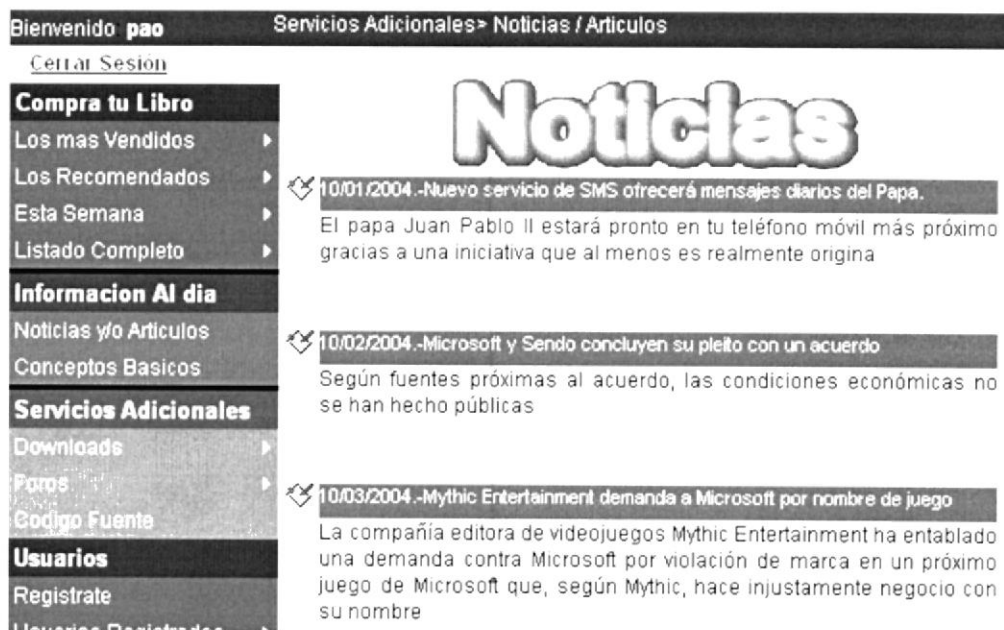 Bienvenido pao
Servicios Adicionales> Noticias / Articulos
Cerrar Sesión
Compra tu Libro
Los mas Vendidos
Los Recomendados
Esta Semana
Listado Completo
Informacion Al dia
Noticias y/o Articulos
Conceptos Basicos
Servicios Adicionales
Downloads
Foros
Codigo Fuente
Usuarios
Registrate
Usuarios Registrados
Noticias
10/01/2004.-Nuevo servicio de SMS ofrecerá mensajes diarios del Papa.
El papa Juan Pablo II estará pronto en tu teléfono móvil más próximo
gracias a una iniciativa que al menos es realmente origina
10/02/2004.-Microsoft y Sendo concluyen su pleito con un acuerdo
Según fuentes próximas al acuerdo, las condiciones económicas no
se han hecho públicas
10/03/2004.-Mythic Entertainment demanda a Microsoft por nombre de juego
La compañía editora de videojuegos Mythic Entertainment ha entablado
una demanda contra Microsoft por violación de marca en un próximo
juego de Microsoft que, según Mythic, hace injustamente negocio con
su nombre